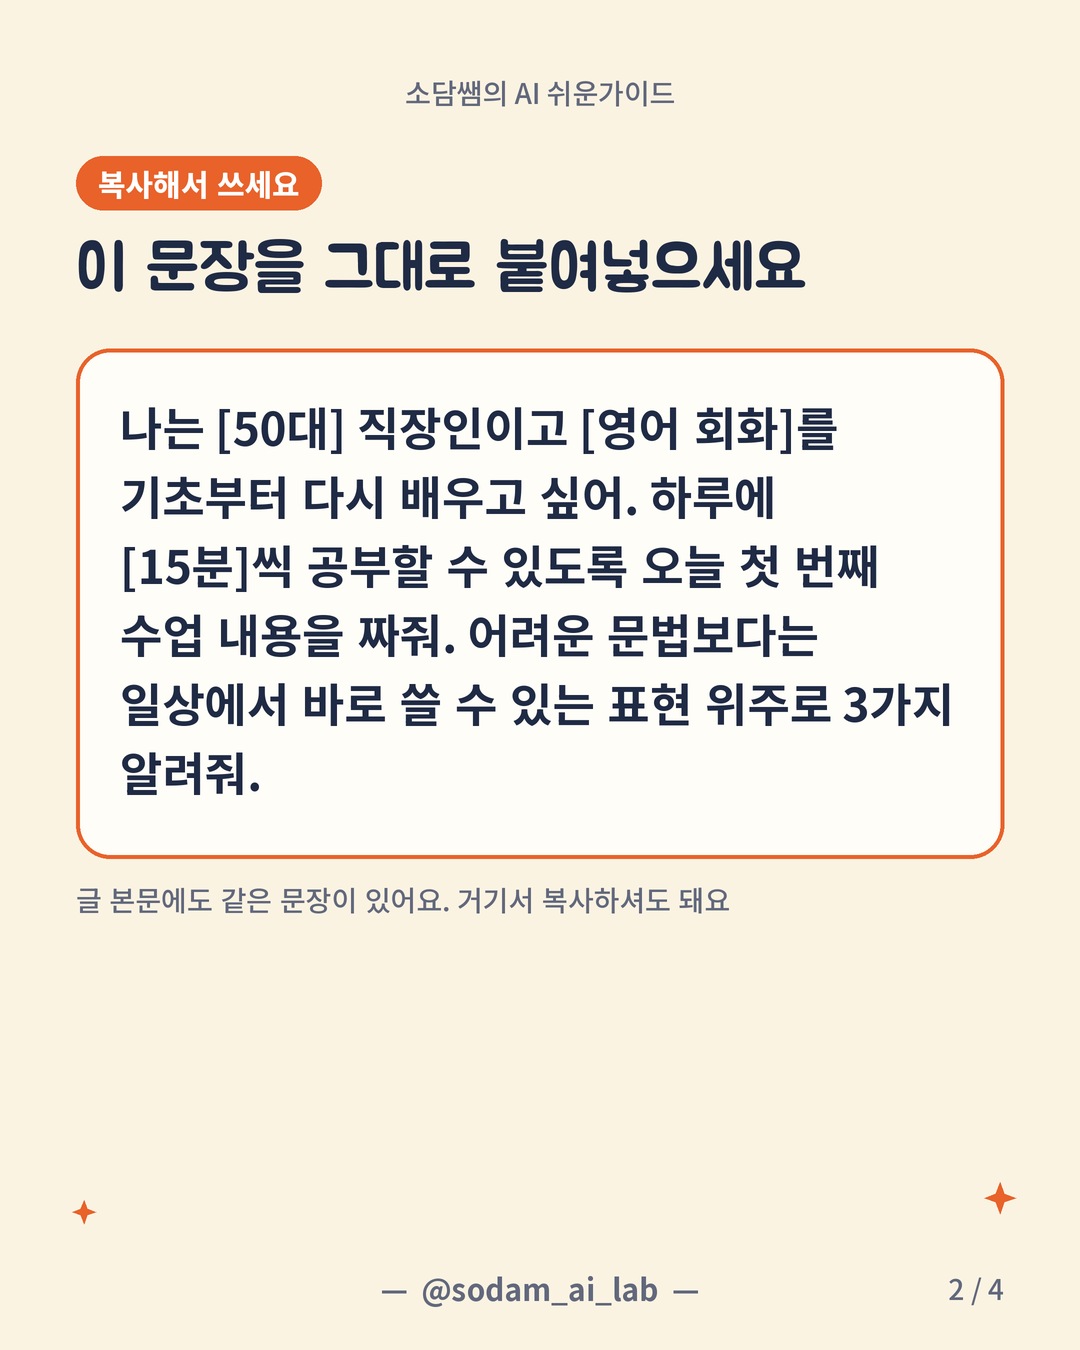 소담쌤의 AI 쉬운가이드
복사해서 쓰세요
이 문장을 그대로 붙여넣으세요
나는 [50대] 직장인이고 [영어 회화]를
기초부터 다시 배우고 싶어. 하루에
[15분]씩 공부할 수 있도록 오늘 첫 번째
수업 내용을 짜줘. 어려운 문법보다는
일상에서 바로 쓸 수 있는 표현 위주로 3가지
알려줘.
글 본문에도 같은 문장이 있어요. 거기서 복사하셔도 돼요
— @sodam_ai_lab —
2 / 4